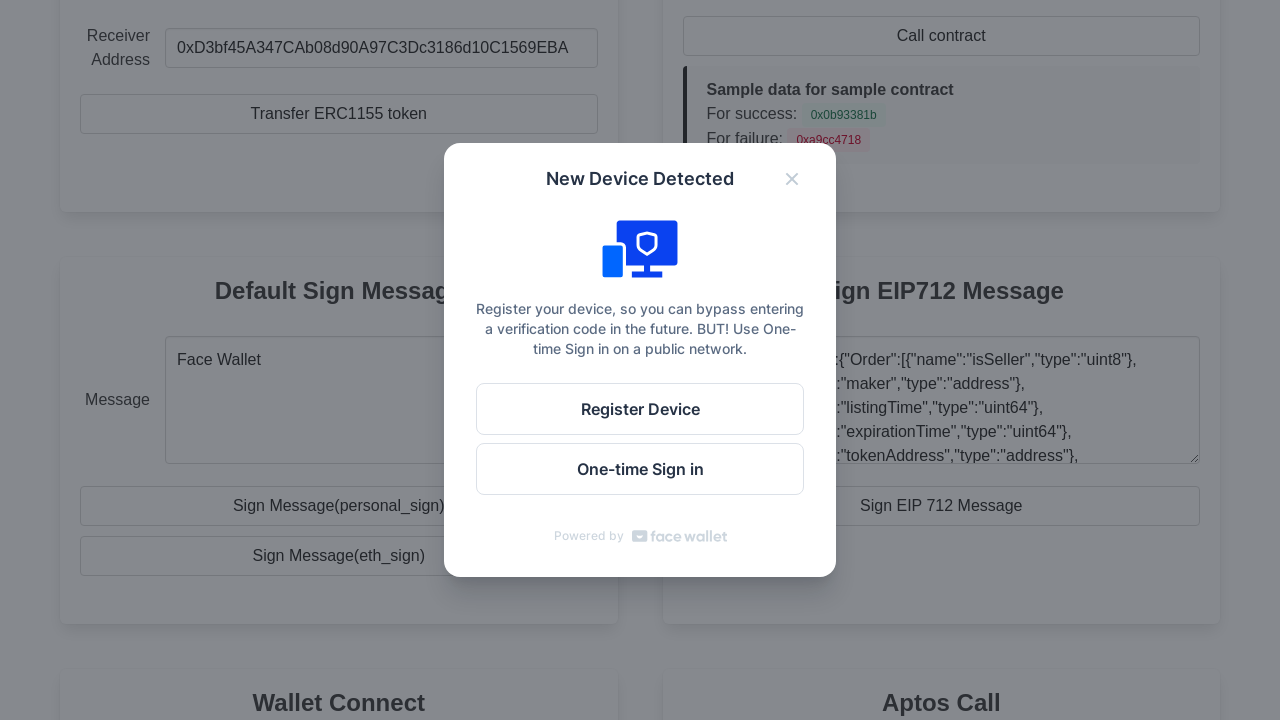 Receiver
Address
0xD3bf45A347CAb08d90A97C3Dc3186d10C1569EBA
Transfer ERC1155 token
Call contract
Sample data for sample contract
For success: 0x0b93381b
For failure: 0xa9cc4718
New Device Detected
Register your device, so you can bypass entering
a verification code in the future. BUT! Use One-
time Sign in on a public network.
Register Device
One-time Sign in
Powered by face wallet
Default Sign Messag
Message
Face Wallet
Sign Message(personal_sign)
Sign Message(eth_sign)
ign EIP712 Message
:{"Order":[{"name":"isSeller","type":"uint8"},
:"maker","type":"address"},
:"listingTime","type":"uint64"},
:"expirationTime","type":"uint64"},
:"tokenAddress","type":"address"},
Sign EIP 712 Message
Wallet Connect
Aptos Call